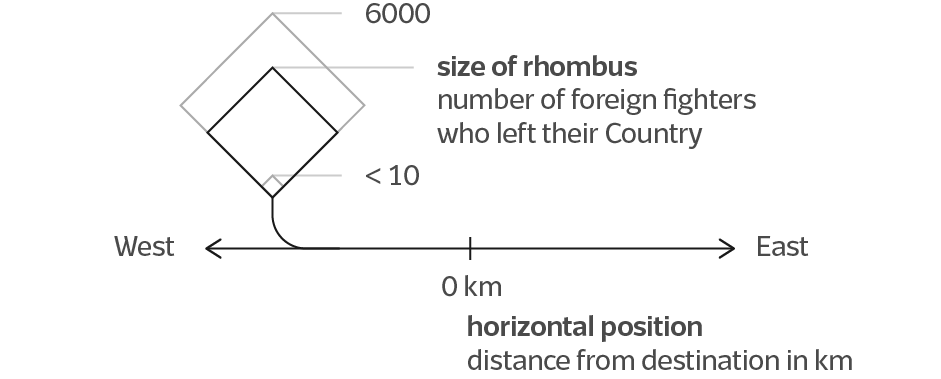 6000
size of rhombus
number of foreign fighters
who left their Country
< 10
West
East
0 km
horizontal position
distance from destination in km